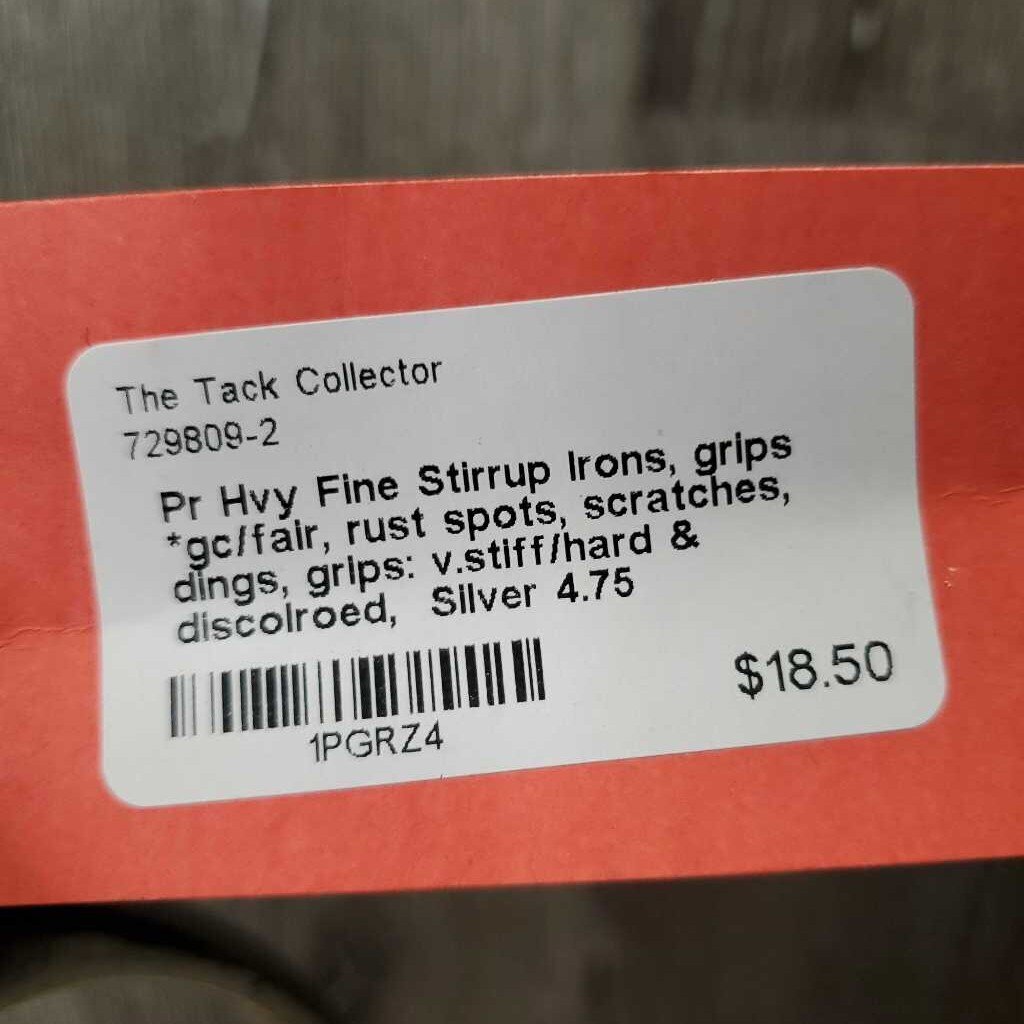 The Tack Collector
729809-2
Pr Hvy Fine Stirrup Irons, grips
*gc/fair, rust spots, scratches,
dings, grips: v.stiff/hard &
discolroed, Silver 4.75
$18.50
1PGRZ4